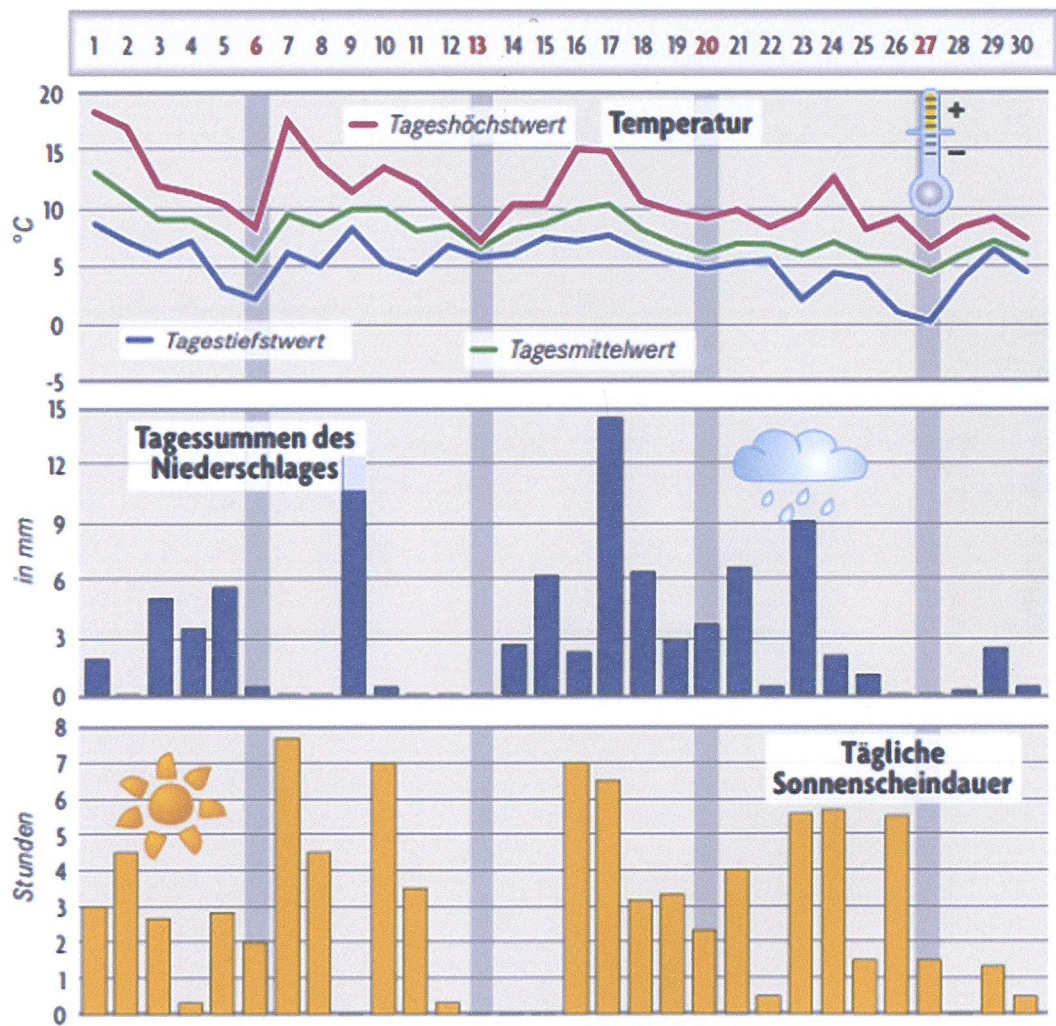 1 2 3 4 5 6 7 8 9 10 11 12 13 14 15 16 17 18 19 20 21 22 23 24 25 26 27 28 29 30
20
15
10
5
0
-5
°C
Tageshöchstwert
Temperatur
+
−
Tagestiefstwert
Tagesmittelwert
15
12
9
6
3
0
in mm
Tagessummen des
Niederschlages
8
7
6
5
4
3
2
1
0
Stunden
Tägliche
Sonnenscheindauer